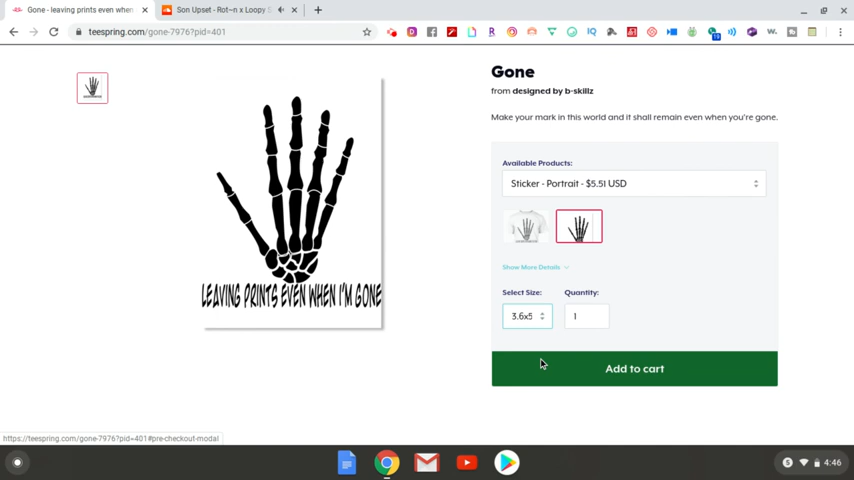 Gone - leaving prints even when
Son Upset - Rot~n x Loopy S
teespring.com/gone-7976?pid=401
19
Gone
from designed by b-skillz
Make your mark in this world and it shall remain even when you're gone.
Available Products:
Sticker - Portrait - $5.51 USD
Show More Details
Select Size:
Quantity:
3.6x5
1
Add to cart
LEAVING PRINTS EVEN WHEN I'M GONE
https://teespring.com/gone-7976?pid=401#pre-checkout-modal
4:46